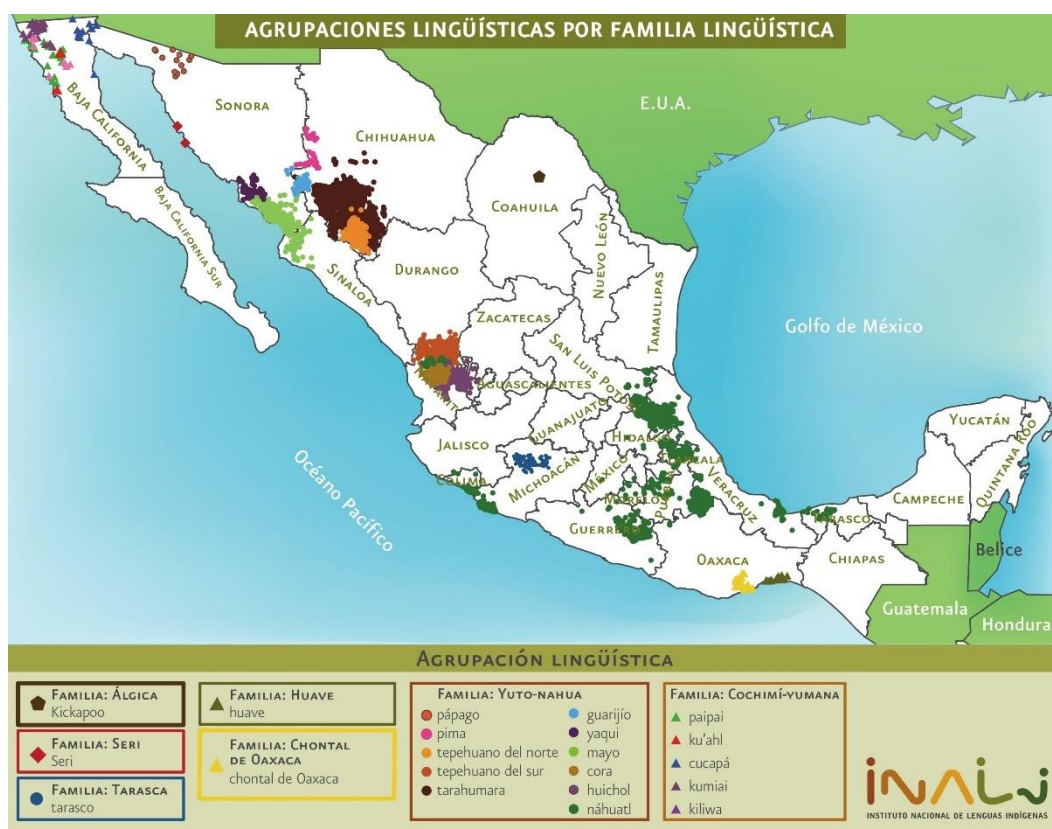 AGRUPACIONES LINGÜÍSTICAS POR FAMILIA LINGÜÍSTICA
E.U.A.
SONORA
CHIHUAHUA
BAJA CALIFORNIA
COAHUILA
BAJA CALIFORNIA SUR
NUEVO LEÓN
SINALOA
DURANGO
TAMAULIPAS
Golfo de México
ZACATECAS
SAN LUIS POTOSÍ
NAYARIT
AGUASCALIENTES
YUCATÁN
GUANAJUATO
QUINTANA ROO
HIDALGO
JALISCO
TLAXCALA
Océano Pacífico
COLIMA
MICHOACÁN
MÉXICO
VERACRUZ
CAMPECHE
MORELOS
PUEBLA
TABASCO
GUERRERO
Belice
OAXACA
CHIAPAS
Guatemala
Hondura
AGRUPACIÓN LINGÜÍSTICA
FAMILIA: ÁLGICA
Kickapoo
FAMILIA: SERI
Seri
FAMILIA: TARASCA
tarasco
FAMILIA: HUAVE
huave
FAMILIA: CHONTAL
DE OAXACA
chontal de Oaxaca
FAMILIA: YUTO-NAHUA
pápago
pima
tepehuano del norte
tepehuano del sur
tarahumara
guarijío
yaqui
mayo
cora
huichol
náhuatl
FAMILIA: COCHIMÍ-YUMANA
paipai
ku'ahl
cucapá
kumiai
kiliwa
INALI
INSTITUTO NACIONAL DE LENGUAS INDÍGENAS